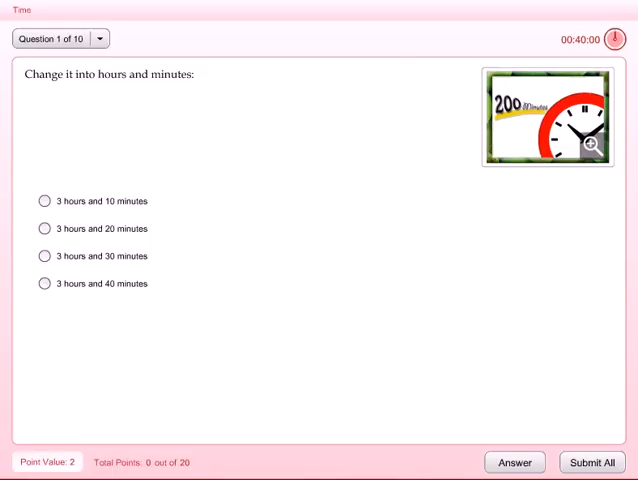 Time
Question 1 of 10
00:40:00
Change it into hours and minutes:
200 Minutes
3 hours and 10 minutes
3 hours and 20 minutes
3 hours and 30 minutes
3 hours and 40 minutes
Point Value: 2
Total Points: 0 out of 20
Answer
Submit All